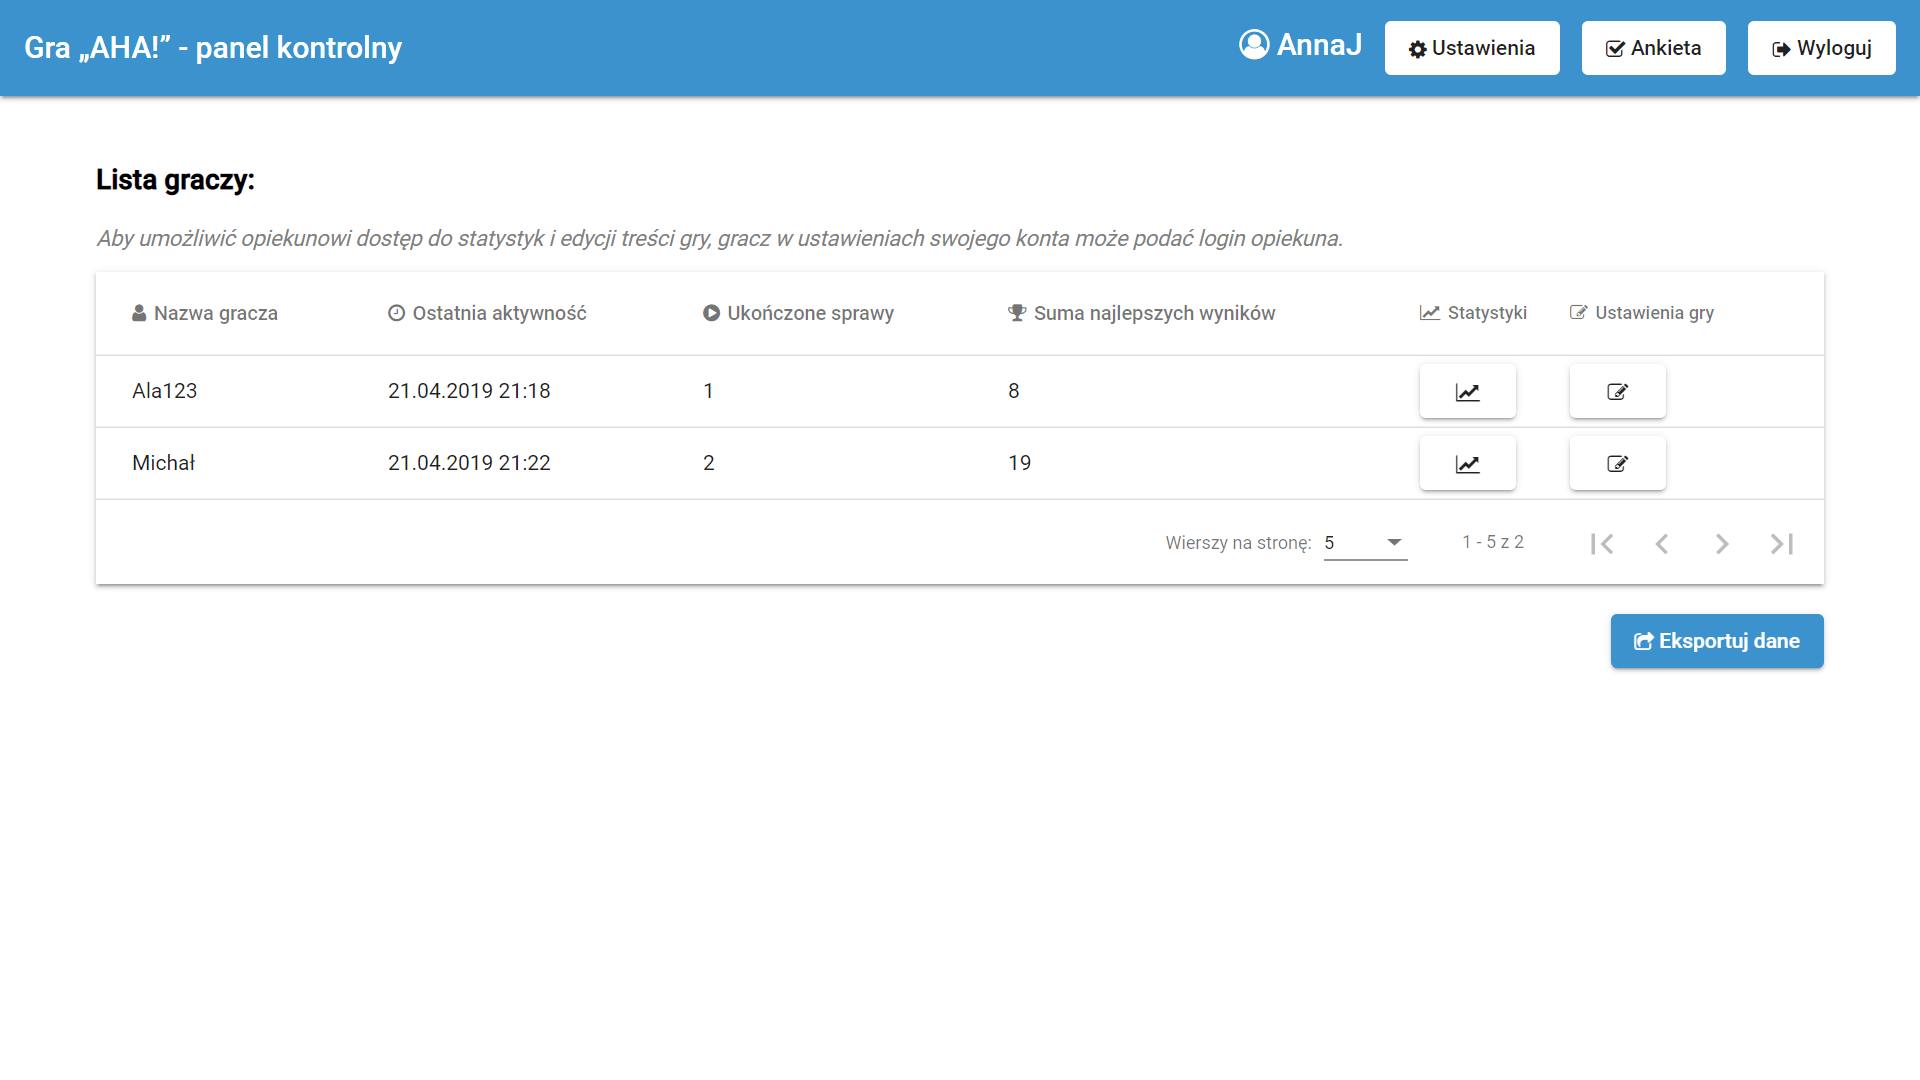 Gra „AHA!” - panel kontrolny
AnnaJ
Ustawienia
Ankieta
Wyloguj
Lista graczy:
Aby umożliwić opiekunowi dostęp do statystyk i edycji treści gry, gracz w ustawieniach swojego konta może podać login opiekuna.
Nazwa gracza Ostatnia aktywność Ukończone sprawy Suma najlepszych wyników Statystyki Ustawienia gry
Ala123 21.04.2019 21:18 1 8
Michał 21.04.2019 21:22 2 19
Wierszy na stronę: 5 1 - 5 z 2
Eksportuj dane